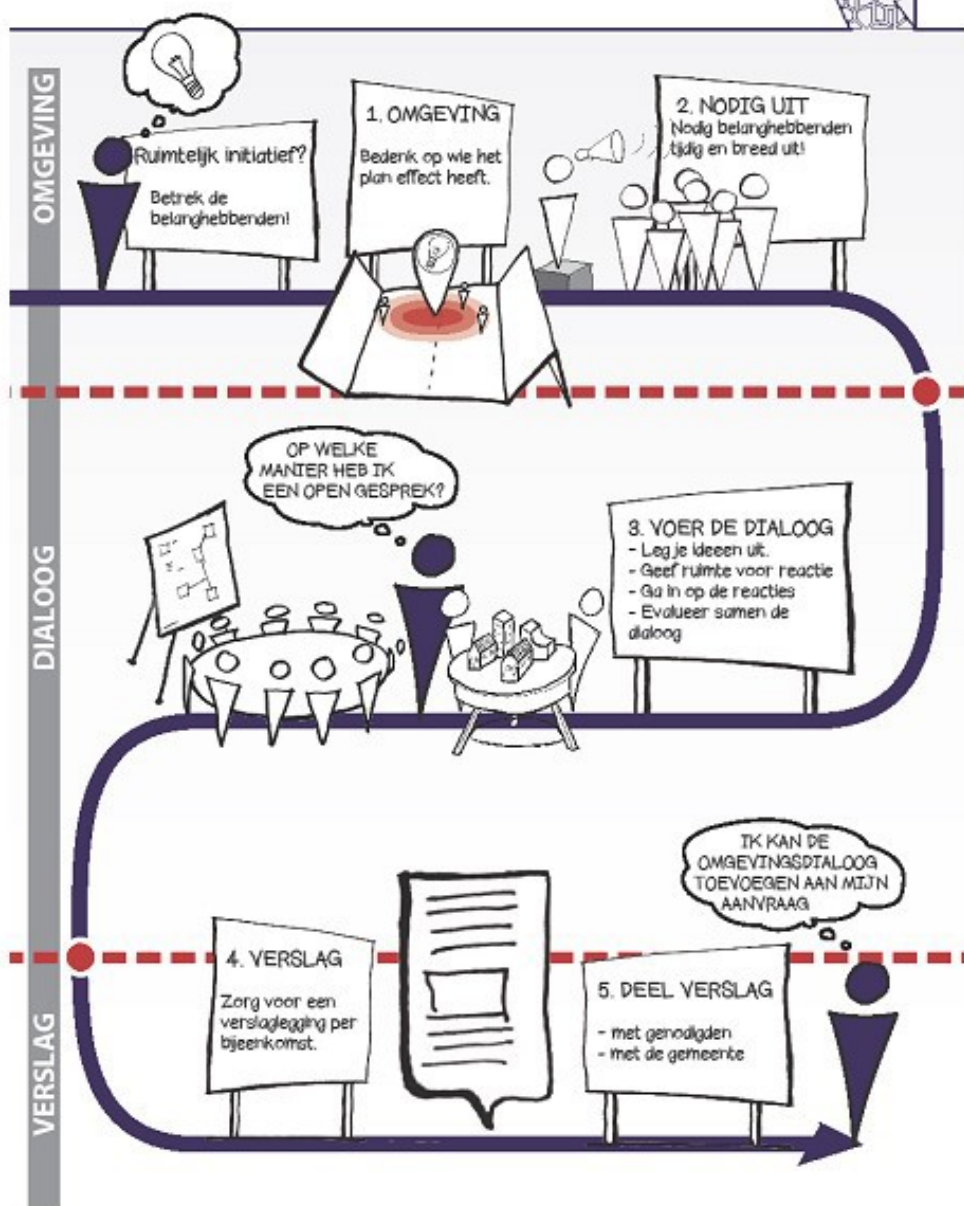 OMGEVING
Ruimtelijk initiatief?
Betrek de
belanghebbenden!
1. OMGEVING
Bedenk op wie het
plan effect heeft.
2. NODIG UIT
Nodig belanghebbenden
tijdig en breed uit!
DIALOOG
OP WELKE
MANIER HEB IK
EEN OPEN GESPREK?
3. VOER DE DIALOOG
- Leg je ideeen uit.
- Geef ruimte voor reactie
- Ga in op de reacties
- Evalueer samen de
dialoog
VERSLAG
4. VERSLAG
Zorg voor een
verslaglegging per
bijeenkomst.
5. DEEL VERSLAG
- met genodigden
- met de gemeente
IK KAN DE
OMGEVINGSDIALOOG
TOEVOEGEN AAN MIJN
AANVRAAG